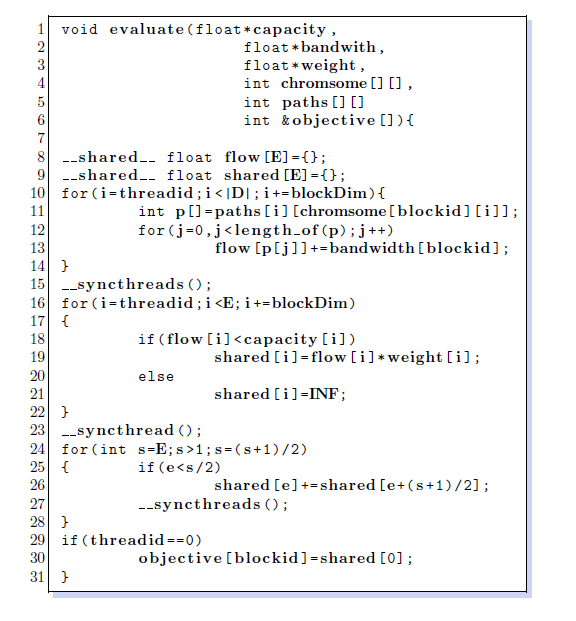 1 void evaluate(float*capacity,
2 float*bandwith,
3 float*weight,
4 int chromsome[][],
5 int paths[][]
6 int &objective[]){
7
8 __shared__ float flow[E]={};
9 __shared__ float shared[E]={};
10 for(i=threadid;i<|D|;i+=blockDim){
11 int p[]=paths[i][chromsome[blockid][i]];
12 for(j=0,j<length_of(p);j++)
13 flow[p[j]]+=bandwidth[blockid];
14 }
15 __syncthreads();
16 for(i=threadid;i<E;i+=blockDim)
17 {
18 if(flow[i]<capacity[i])
19 shared[i]=flow[i]*weight[i];
20 else
21 shared[i]=INF;
22 }
23 __syncthread();
24 for(int s=E;s>1;s=(s+1)/2)
25 { if(e<s/2)
26 shared[e]+=shared[e+(s+1)/2];
27 __syncthreads();
28 }
29 if(threadid==0)
30 objective[blockid]=shared[0];
31 }